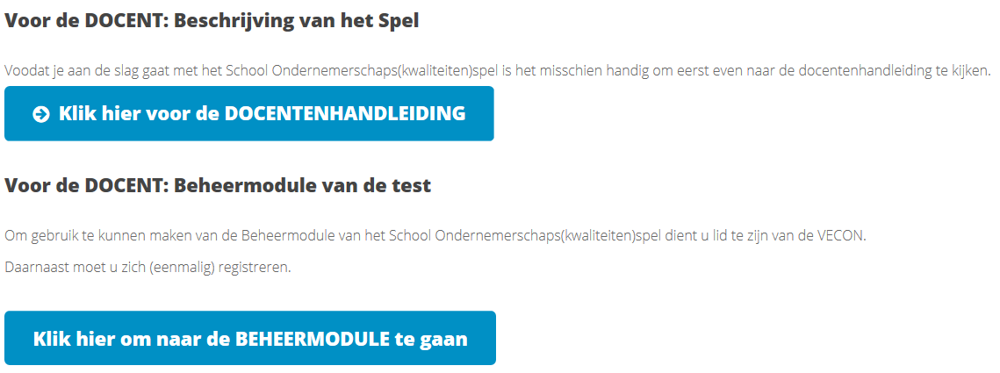 Voor de DOCENT: Beschrijving van het Spel
Voodat je aan de slag gaat met het School Ondernemerschaps(kwaliteiten)spel is het misschien handig om eerst even naar de docentenhandleiding te kijken.
Klik hier voor de DOCENTENHANDLEIDING
Voor de DOCENT: Beheermodule van de test
Om gebruik te kunnen maken van de Beheermodule van het School Ondernemerschaps(kwaliteiten)spel dient u lid te zijn van de VECON.
Daarnaast moet u zich (eenmalig) registreren.
Klik hier om naar de BEHEERMODULE te gaan